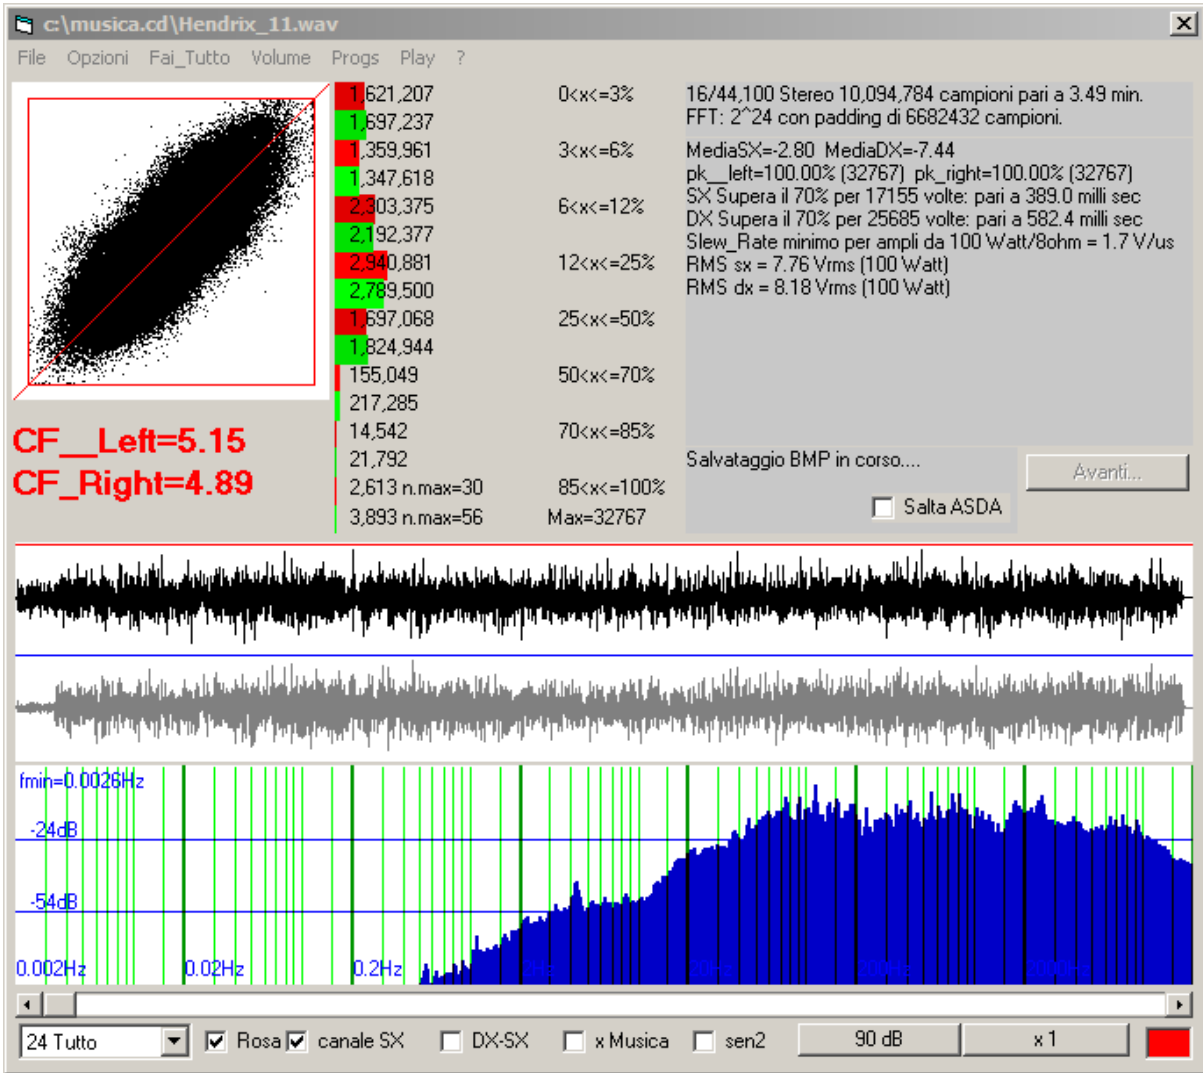 c:\musica.cd\Hendrix_11.wav
File Opzioni Fai_Tutto Volume Progs Play ?
1,621,207 0<x<=3%
1,697,237
1,359,961 3<x<=6%
1,347,618
2,303,375 6<x<=12%
2,192,377
2,940,881 12<x<=25%
2,789,500
1,697,068 25<x<=50%
1,824,944
155,049 50<x<=70%
217,285
14,542 70<x<=85%
21,792
2,613 n.max=30 85<x<=100%
3,893 n.max=56 Max=32767
16/44,100 Stereo 10,094,784 campioni pari a 3.49 min.
FFT: 2^24 con padding di 6682432 campioni.
MediaSX=-2.80 MediaDX=-7.44
pk__left=100.00% (32767) pk_right=100.00% (32767)
SX Supera il 70% per 17155 volte: pari a 389.0 milli sec
DX Supera il 70% per 25685 volte: pari a 582.4 milli sec
Slew_Rate minimo per ampli da 100 Watt/8ohm = 1.7 V/us
RMS sx = 7.76 Vrms (100 Watt)
RMS dx = 8.18 Vrms (100 Watt)
CF__Left=5.15
CF_Right=4.89
Salvataggio BMP in corso....
Avanti...
Salta ASDA
fmin=0.0026Hz
-24dB
-54dB
0.002Hz 0.02Hz 0.2Hz 2Hz 20Hz 200Hz 2000Hz
24 Tutto Rosa canale SX DX-SX x Musica sen2 90 dB x 1